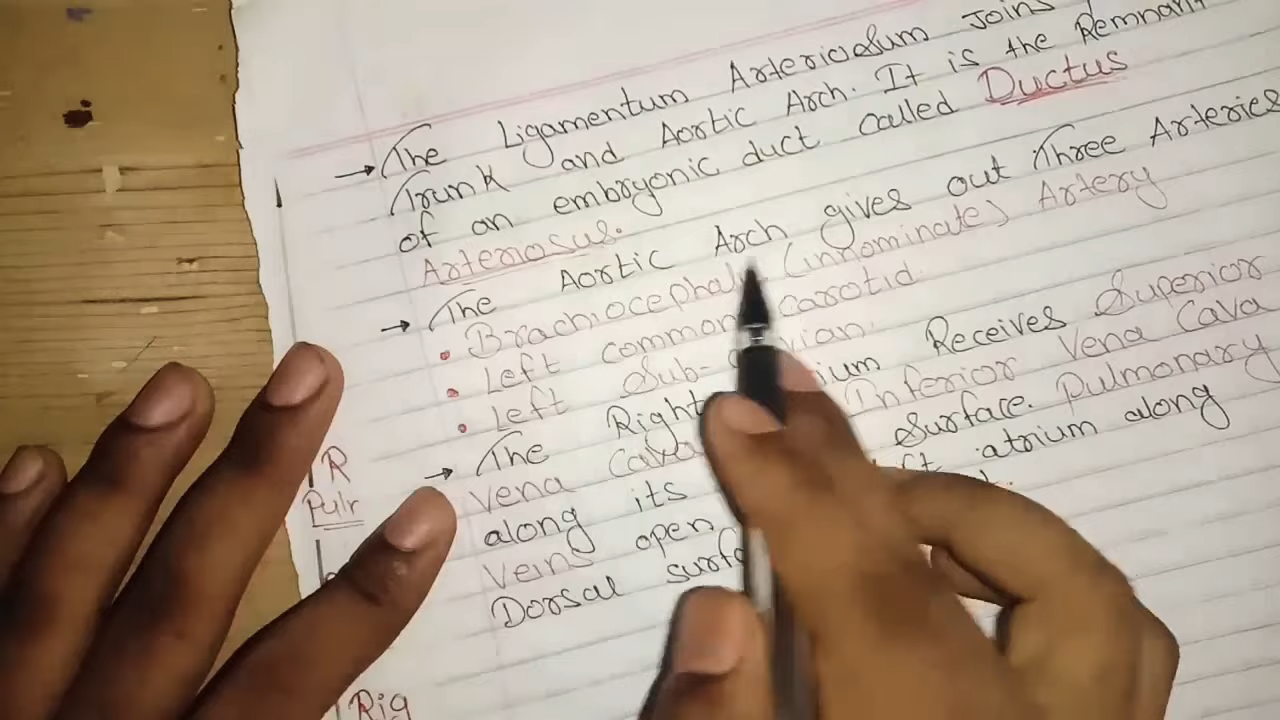 → The Ligamentum Arteriosum Joins
Trunk and Aortic Arch. It is the Remnant
of an embryonic duct called Ductus
Arteriosus.
→ The Aortic Arch gives out Three Arteries
• Brachiocephalic (innominate) Artery
• Left common carotid
• Left Sub-
→ The Right Receives Superior
Vena Cava Inferior Vena Cava
along its Surface. Pulmonary
Veins open atrium along
Dorsal
R
Pulr
Rig